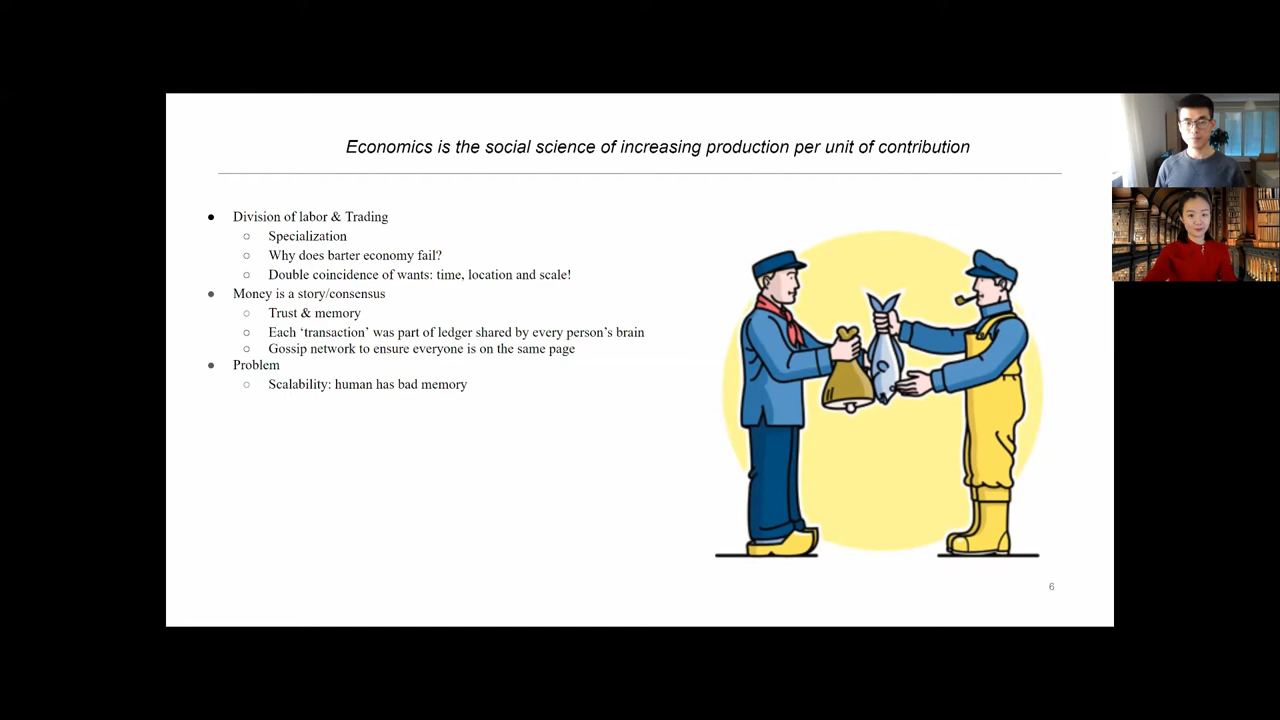 Economics is the social science of increasing production per unit of contribution
● Division of labor & Trading
○ Specialization
○ Why does barter economy fail?
○ Double coincidence of wants: time, location and scale!
● Money is a story/consensus
○ Trust & memory
○ Each ‘transaction’ was part of ledger shared by every person’s brain
○ Gossip network to ensure everyone is on the same page
● Problem
○ Scalability: human has bad memory
6